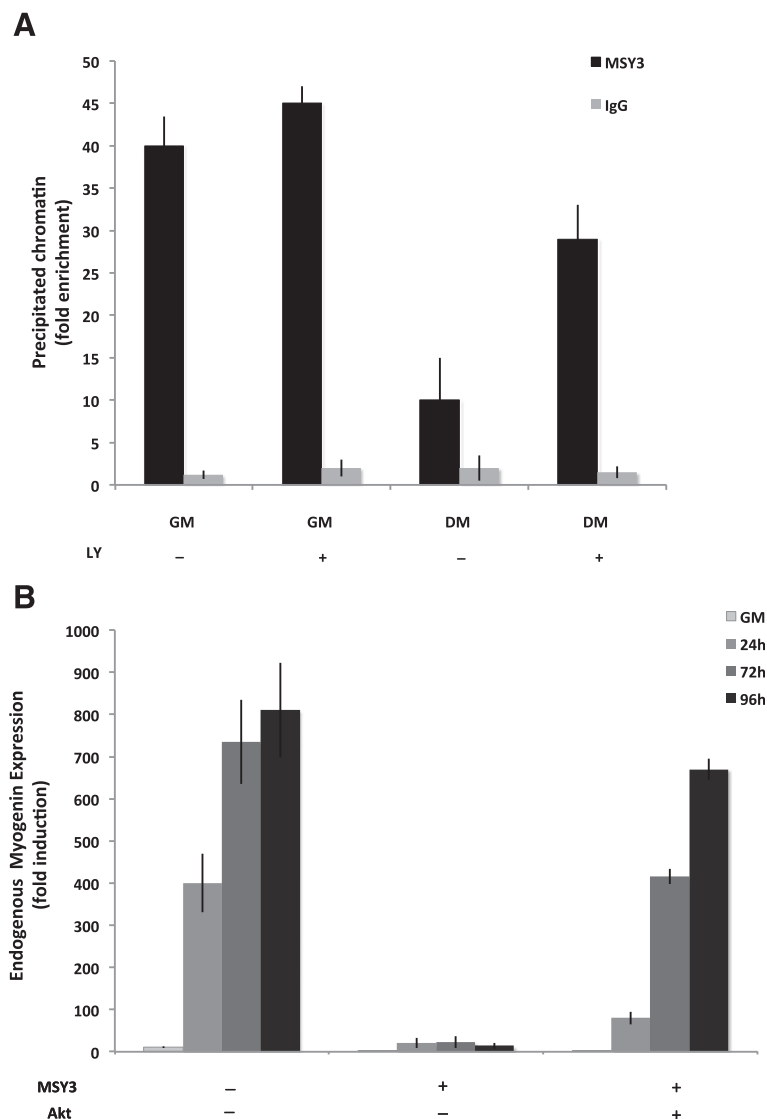 A
Precipitated chromatin
(fold enrichment)
50
45
40
35
30
25
20
15
10
5
0
MSY3
IgG
GM GM DM DM
LY – + – +
B
Endogenous Myogenin Expression
(fold induction)
1000
900
800
700
600
500
400
300
200
100
0
GM
24h
72h
96h
MSY3 – + +
Akt – – +